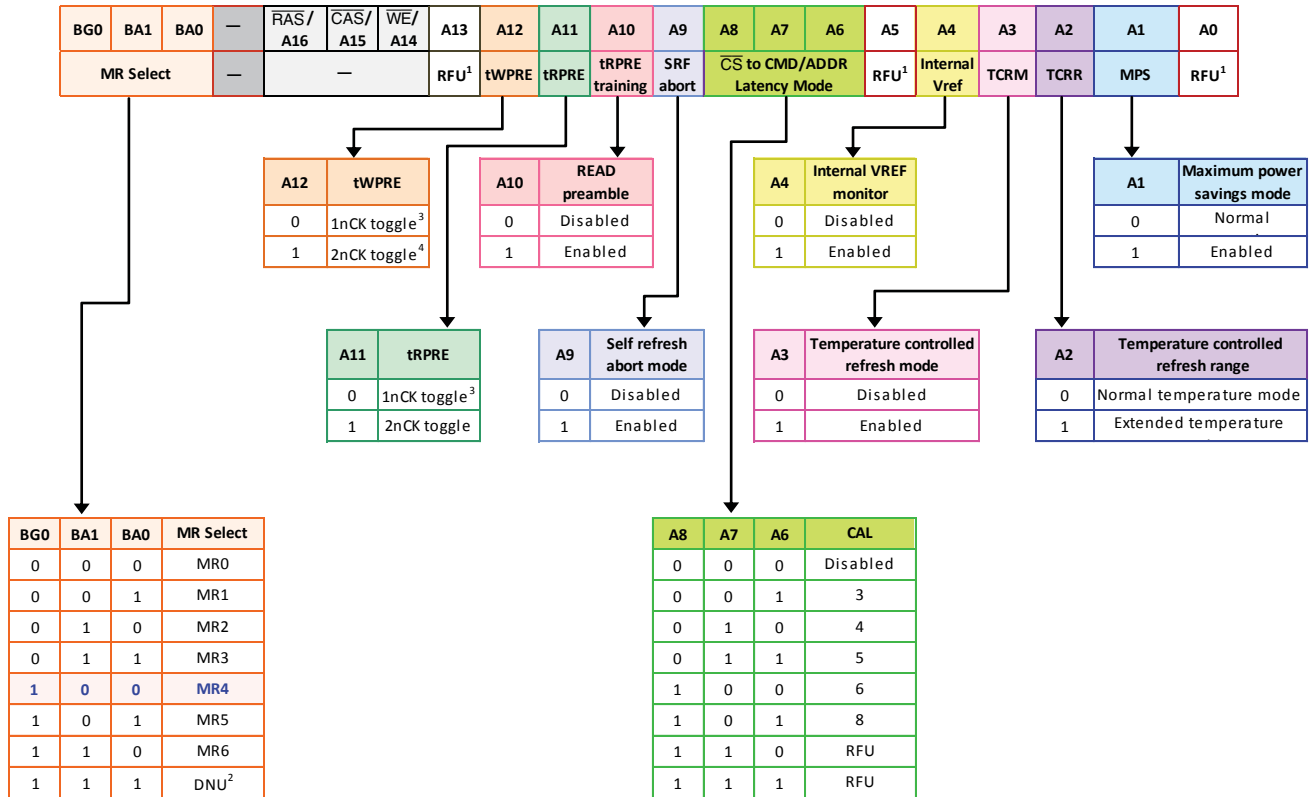 BG0 BA1 BA0 — RAS/ A16 CAS/ A15 WE/ A14 A13 A12 A11 A10 A9 A8 A7 A6 A5 A4 A3 A2 A1 A0
MR Select — — RFU¹ tWPRE tRPRE tRPRE training SRF abort CS to CMD/ADDR Latency Mode RFU¹ Internal Vref TCRM TCRR MPS RFU¹
A12 tWPRE
0 1nCK toggle³
1 2nCK toggle⁴
A10 READ preamble
0 Disabled
1 Enabled
A4 Internal VREF monitor
0 Disabled
1 Enabled
A1 Maximum power savings mode
0 Normal
1 Enabled
A11 tRPRE
0 1nCK toggle³
1 2nCK toggle
A9 Self refresh abort mode
0 Disabled
1 Enabled
A3 Temperature controlled refresh mode
0 Disabled
1 Enabled
A2 Temperature controlled refresh range
0 Normal temperature mode
1 Extended temperature
BG0 BA1 BA0 MR Select
0 0 0 MR0
0 0 1 MR1
0 1 0 MR2
0 1 1 MR3
1 0 0 MR4
1 0 1 MR5
1 1 0 MR6
1 1 1 DNU²
A8 A7 A6 CAL
0 0 0 Disabled
0 0 1 3
0 1 0 4
0 1 1 5
1 0 0 6
1 0 1 8
1 1 0 RFU
1 1 1 RFU